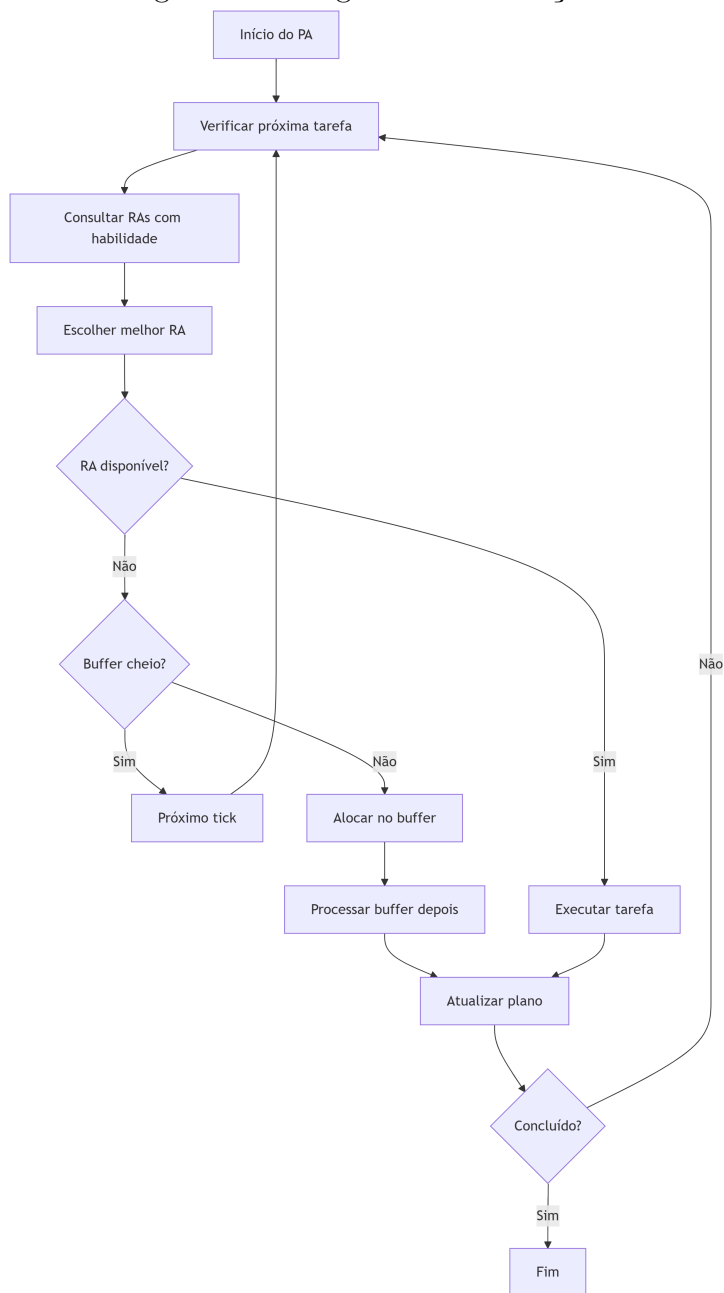 Início do PA
Verificar próxima tarefa
Consultar RAs com
habilidade
Escolher melhor RA
RA disponível?
Não
Buffer cheio?
Não
Sim
Não
Sim
Próximo tick
Alocar no buffer
Processar buffer depois
Executar tarefa
Atualizar plano
Concluído?
Sim
Fim